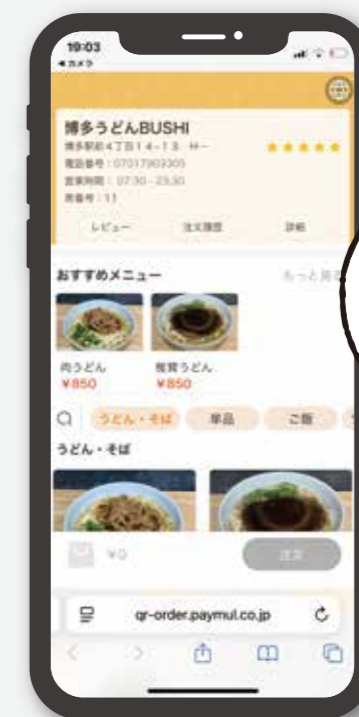 19:03
◀カメラ
博多うどんBUSHI
博多駅前4丁目14-13
電話番号：07017903305
営業時間： 07:30 - 23:30
席番号：11
レビュー
注文履歴
詳細
おすすめメニュー
もっと見る
肉うどん
¥850
椎茸うどん
¥850
うどん・そば
単品
ご飯
うどん・そば
¥0
注文
qr-order.paymul.co.jp